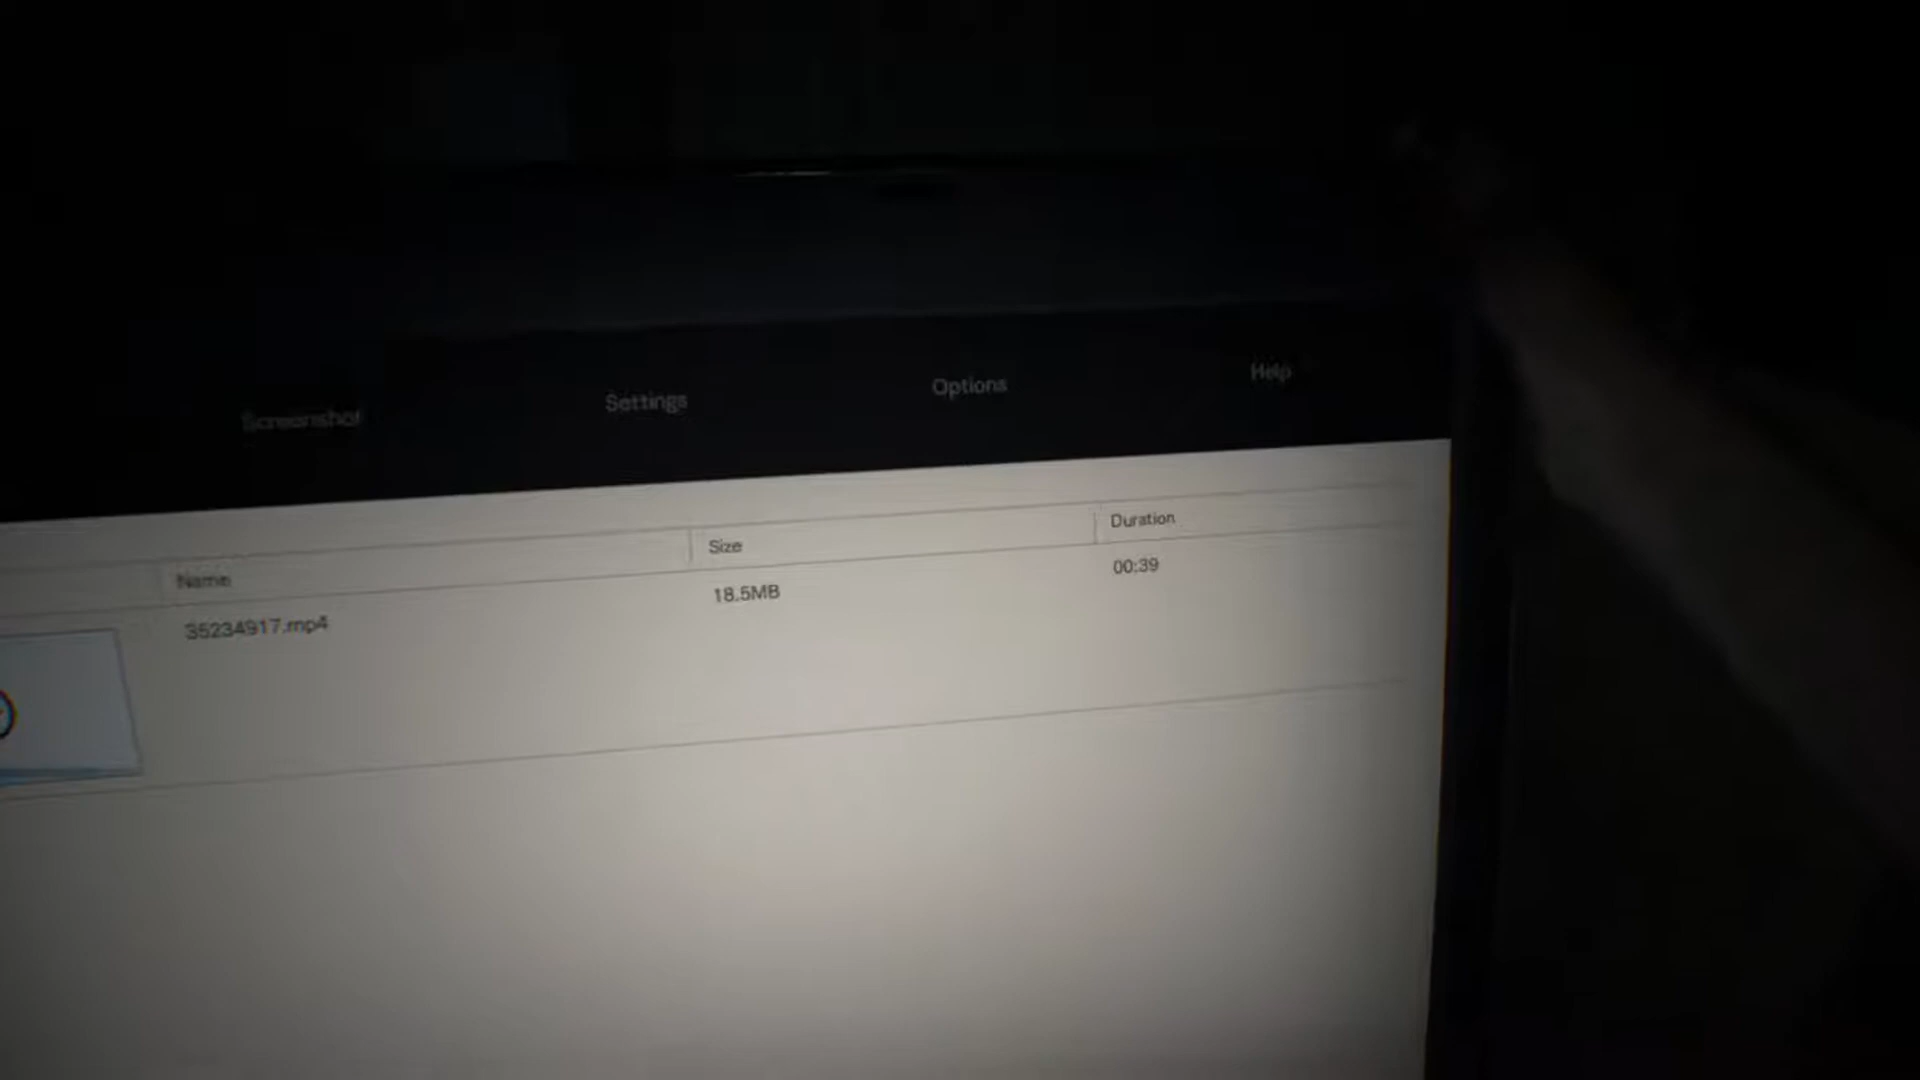 Screenshot Settings Options Help
Name Size Duration
35234917.mp4 18.5MB 00:39